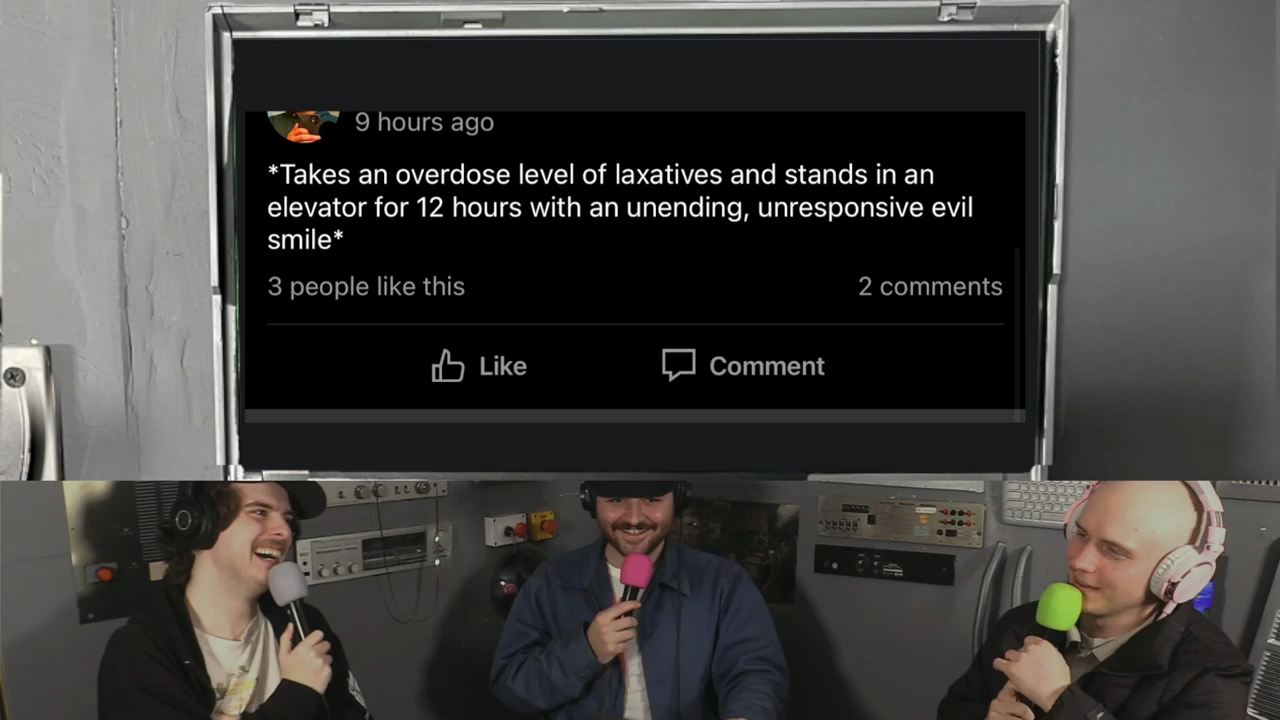 9 hours ago
*Takes an overdose level of laxatives and stands in an
elevator for 12 hours with an unending, unresponsive evil
smile*
3 people like this
2 comments
Like
Comment